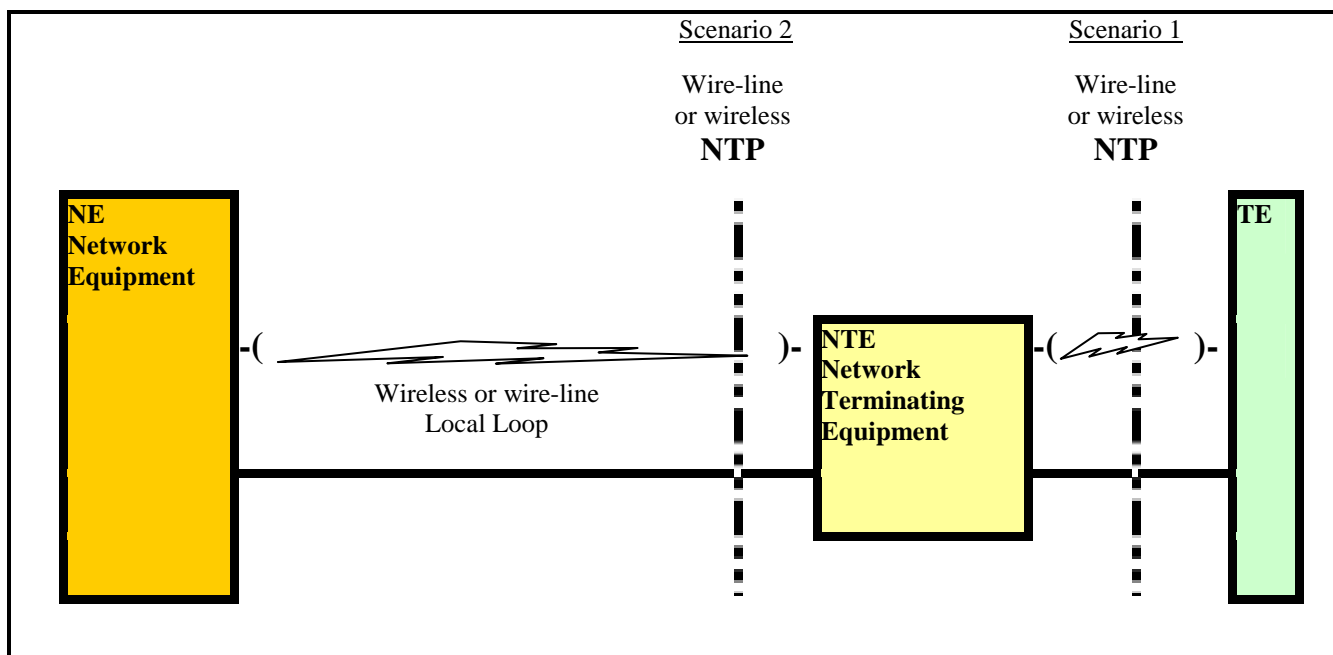 Scenario 2
Wire-line
or wireless
NTP
Scenario 1
Wire-line
or wireless
NTP
NE
Network
Equipment
-(
)-
Wireless or wire-line
Local Loop
NTE
Network
Terminating
Equipment
-(
)-
TE